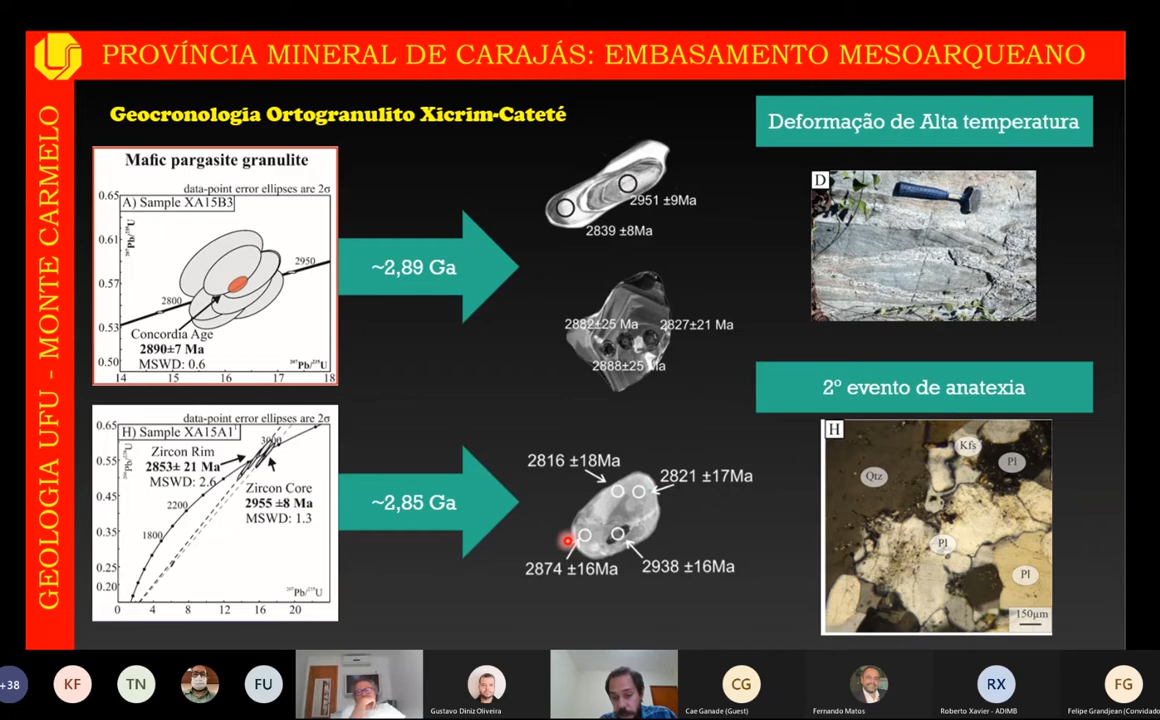 PROVÍNCIA MINERAL DE CARAJÁS: EMBASAMENTO MESOARQUEANO
GEOLOGIA UFU - MONTE CARMELO
Geocronologia Ortogranulito Xicrim-Cateté
Mafic pargasite granulite
data-point error ellipses are 2σ
0.65
A) Sample XA15B3
0.61
0.57
0.53
0.50
2950
2800
Concordia Age
2890±7 Ma
MSWD: 0.6
14 15 16 17 18
~2,89 Ga
2951 ±9Ma
2839 ±8Ma
2882±25 Ma
2827±21 Ma
2888±25 Ma
Deformação de Alta temperatura
D
data-point error ellipses are 2σ
0.65
H) Sample XA15A1
3000
Zircon Rim
2853± 21 Ma
MSWD: 2.6
0.55
0.45
0.35
0.25
0.20
2200
1800
Zircon Core
2955 ±8 Ma
MSWD: 1.3
0 4 8 12 16 20
~2,85 Ga
2816 ±18Ma
2821 ±17Ma
2874 ±16Ma
2938 ±16Ma
2º evento de anatexia
H
Kfs
Pl
Qtz
Pl
Pl
150µm
+38
KF
TN
FU
Gustavo Diniz Oliveira
CG
Cae Ganade (Guest)
Fernando Matos
RX
Roberto Xavier - ADIMB
FG
Felipe Grandjean (Convidado